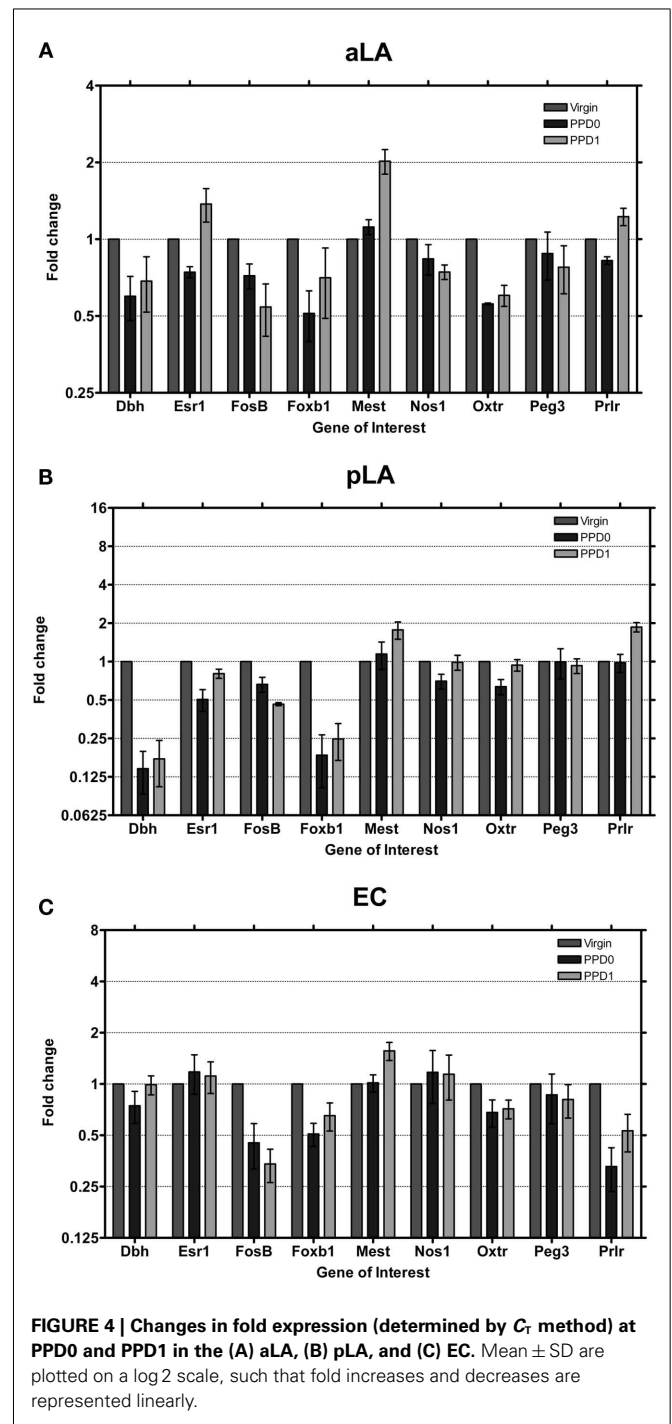 A
aLA
4
2
1
0.5
0.25
Fold change
Virgin
PPD0
PPD1
Dbh Esr1 FosB Foxb1 Mest Nos1 Oxtr Peg3 Prlr
Gene of Interest
B
pLA
16
8
4
2
1
0.5
0.25
0.125
0.0625
Fold change
Virgin
PPD0
PPD1
Dbh Esr1 FosB Foxb1 Mest Nos1 Oxtr Peg3 Prlr
Gene of Interest
C
EC
8
4
2
1
0.5
0.25
0.125
Fold change
Virgin
PPD0
PPD1
Dbh Esr1 FosB Foxb1 Mest Nos1 Oxtr Peg3 Prlr
Gene of Interest
FIGURE 4 | Changes in fold expression (determined by C_T method) at
PPD0 and PPD1 in the (A) aLA, (B) pLA, and (C) EC. Mean ± SD are
plotted on a log 2 scale, such that fold increases and decreases are
represented linearly.